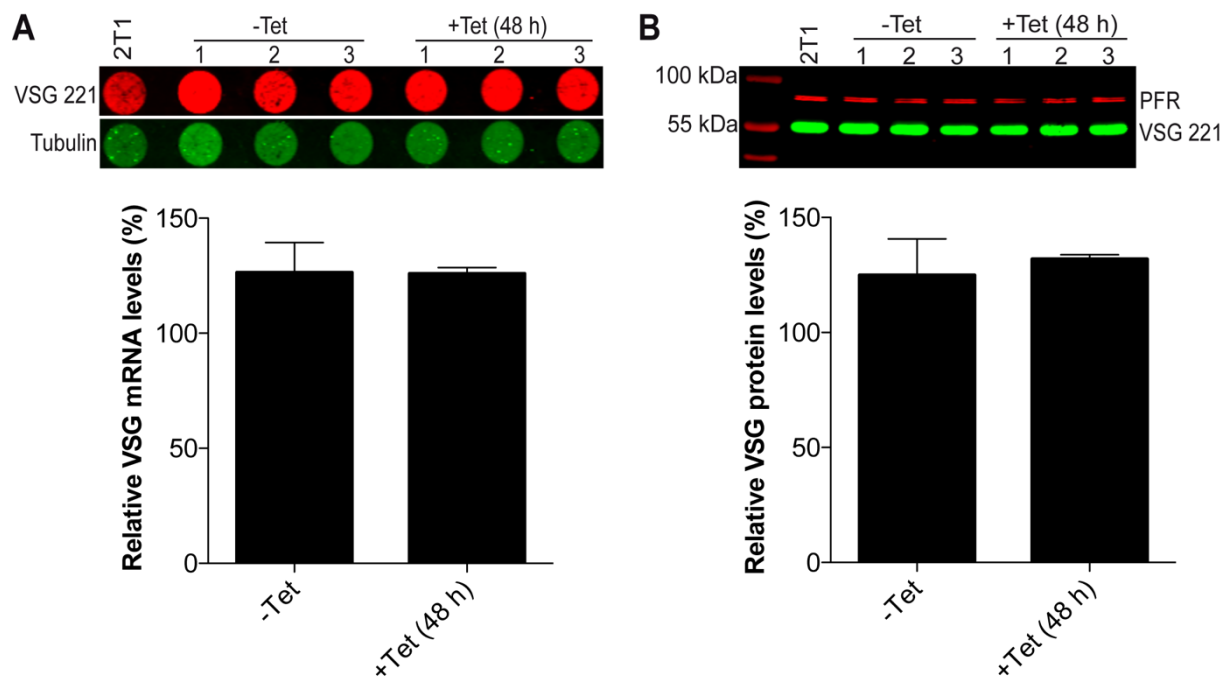 A
2T1
-Tet
+Tet (48 h)
1 2 3 1 2 3
VSG 221
Tubulin
Relative VSG mRNA levels (%)
150
100
50
0
-Tet
+Tet (48 h)
B
2T1
-Tet
+Tet (48 h)
1 2 3 1 2 3
100 kDa
PFR
55 kDa
VSG 221
Relative VSG protein levels (%)
150
100
50
0
-Tet
+Tet (48 h)